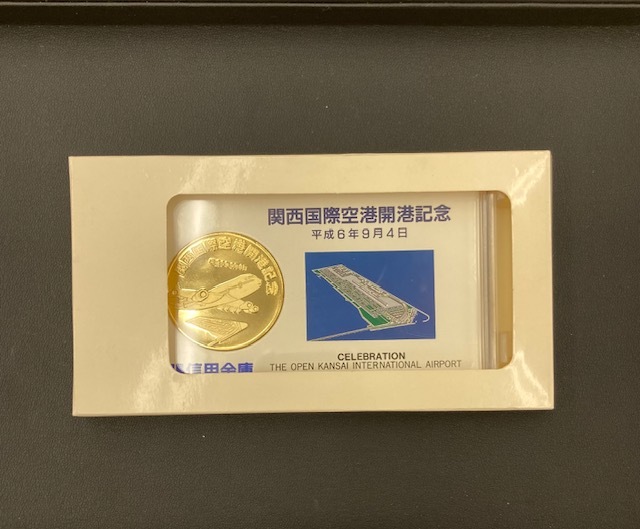 関西国際空港開港記念
平成6年9月4日
関西国際空港開港記念
信用金庫
CELEBRATION
THE OPEN KANSAI INTERNATIONAL AIRPORT